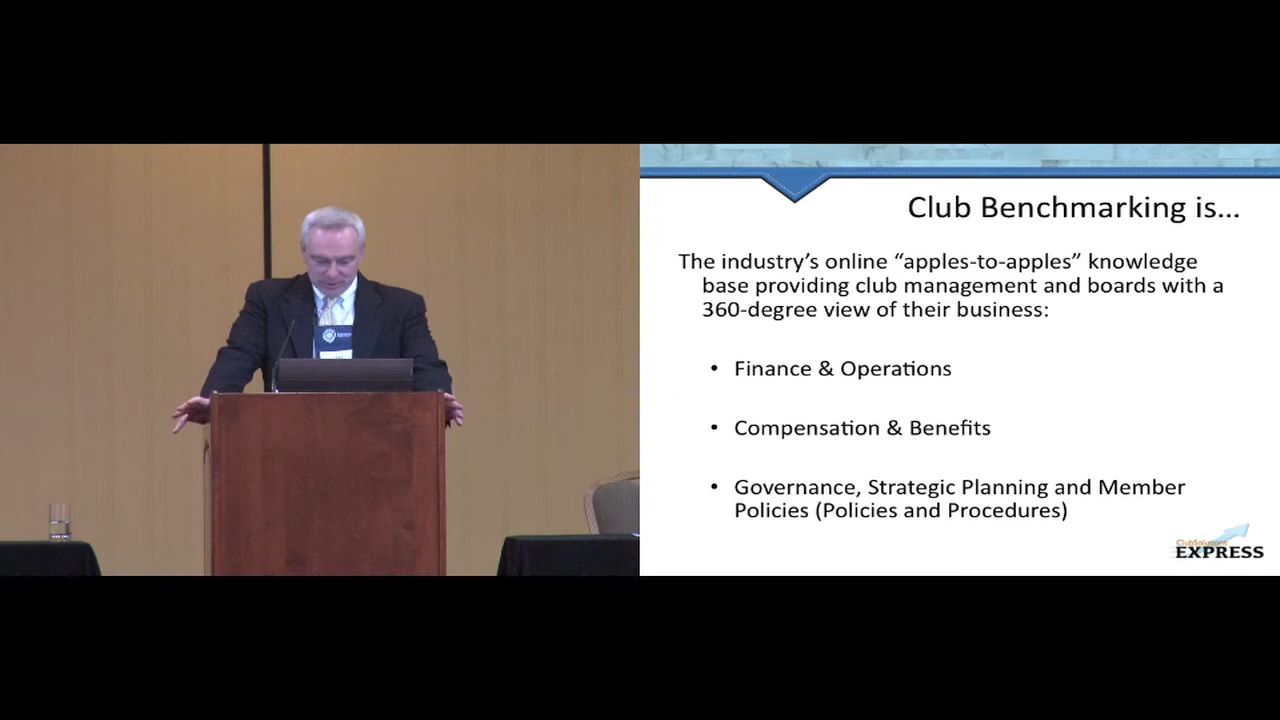 Club Benchmarking is...
The industry’s online “apples-to-apples” knowledge
base providing club management and boards with a
360-degree view of their business:
• Finance & Operations
• Compensation & Benefits
• Governance, Strategic Planning and Member
Policies (Policies and Procedures)
ClubSolutions
EXPRESS